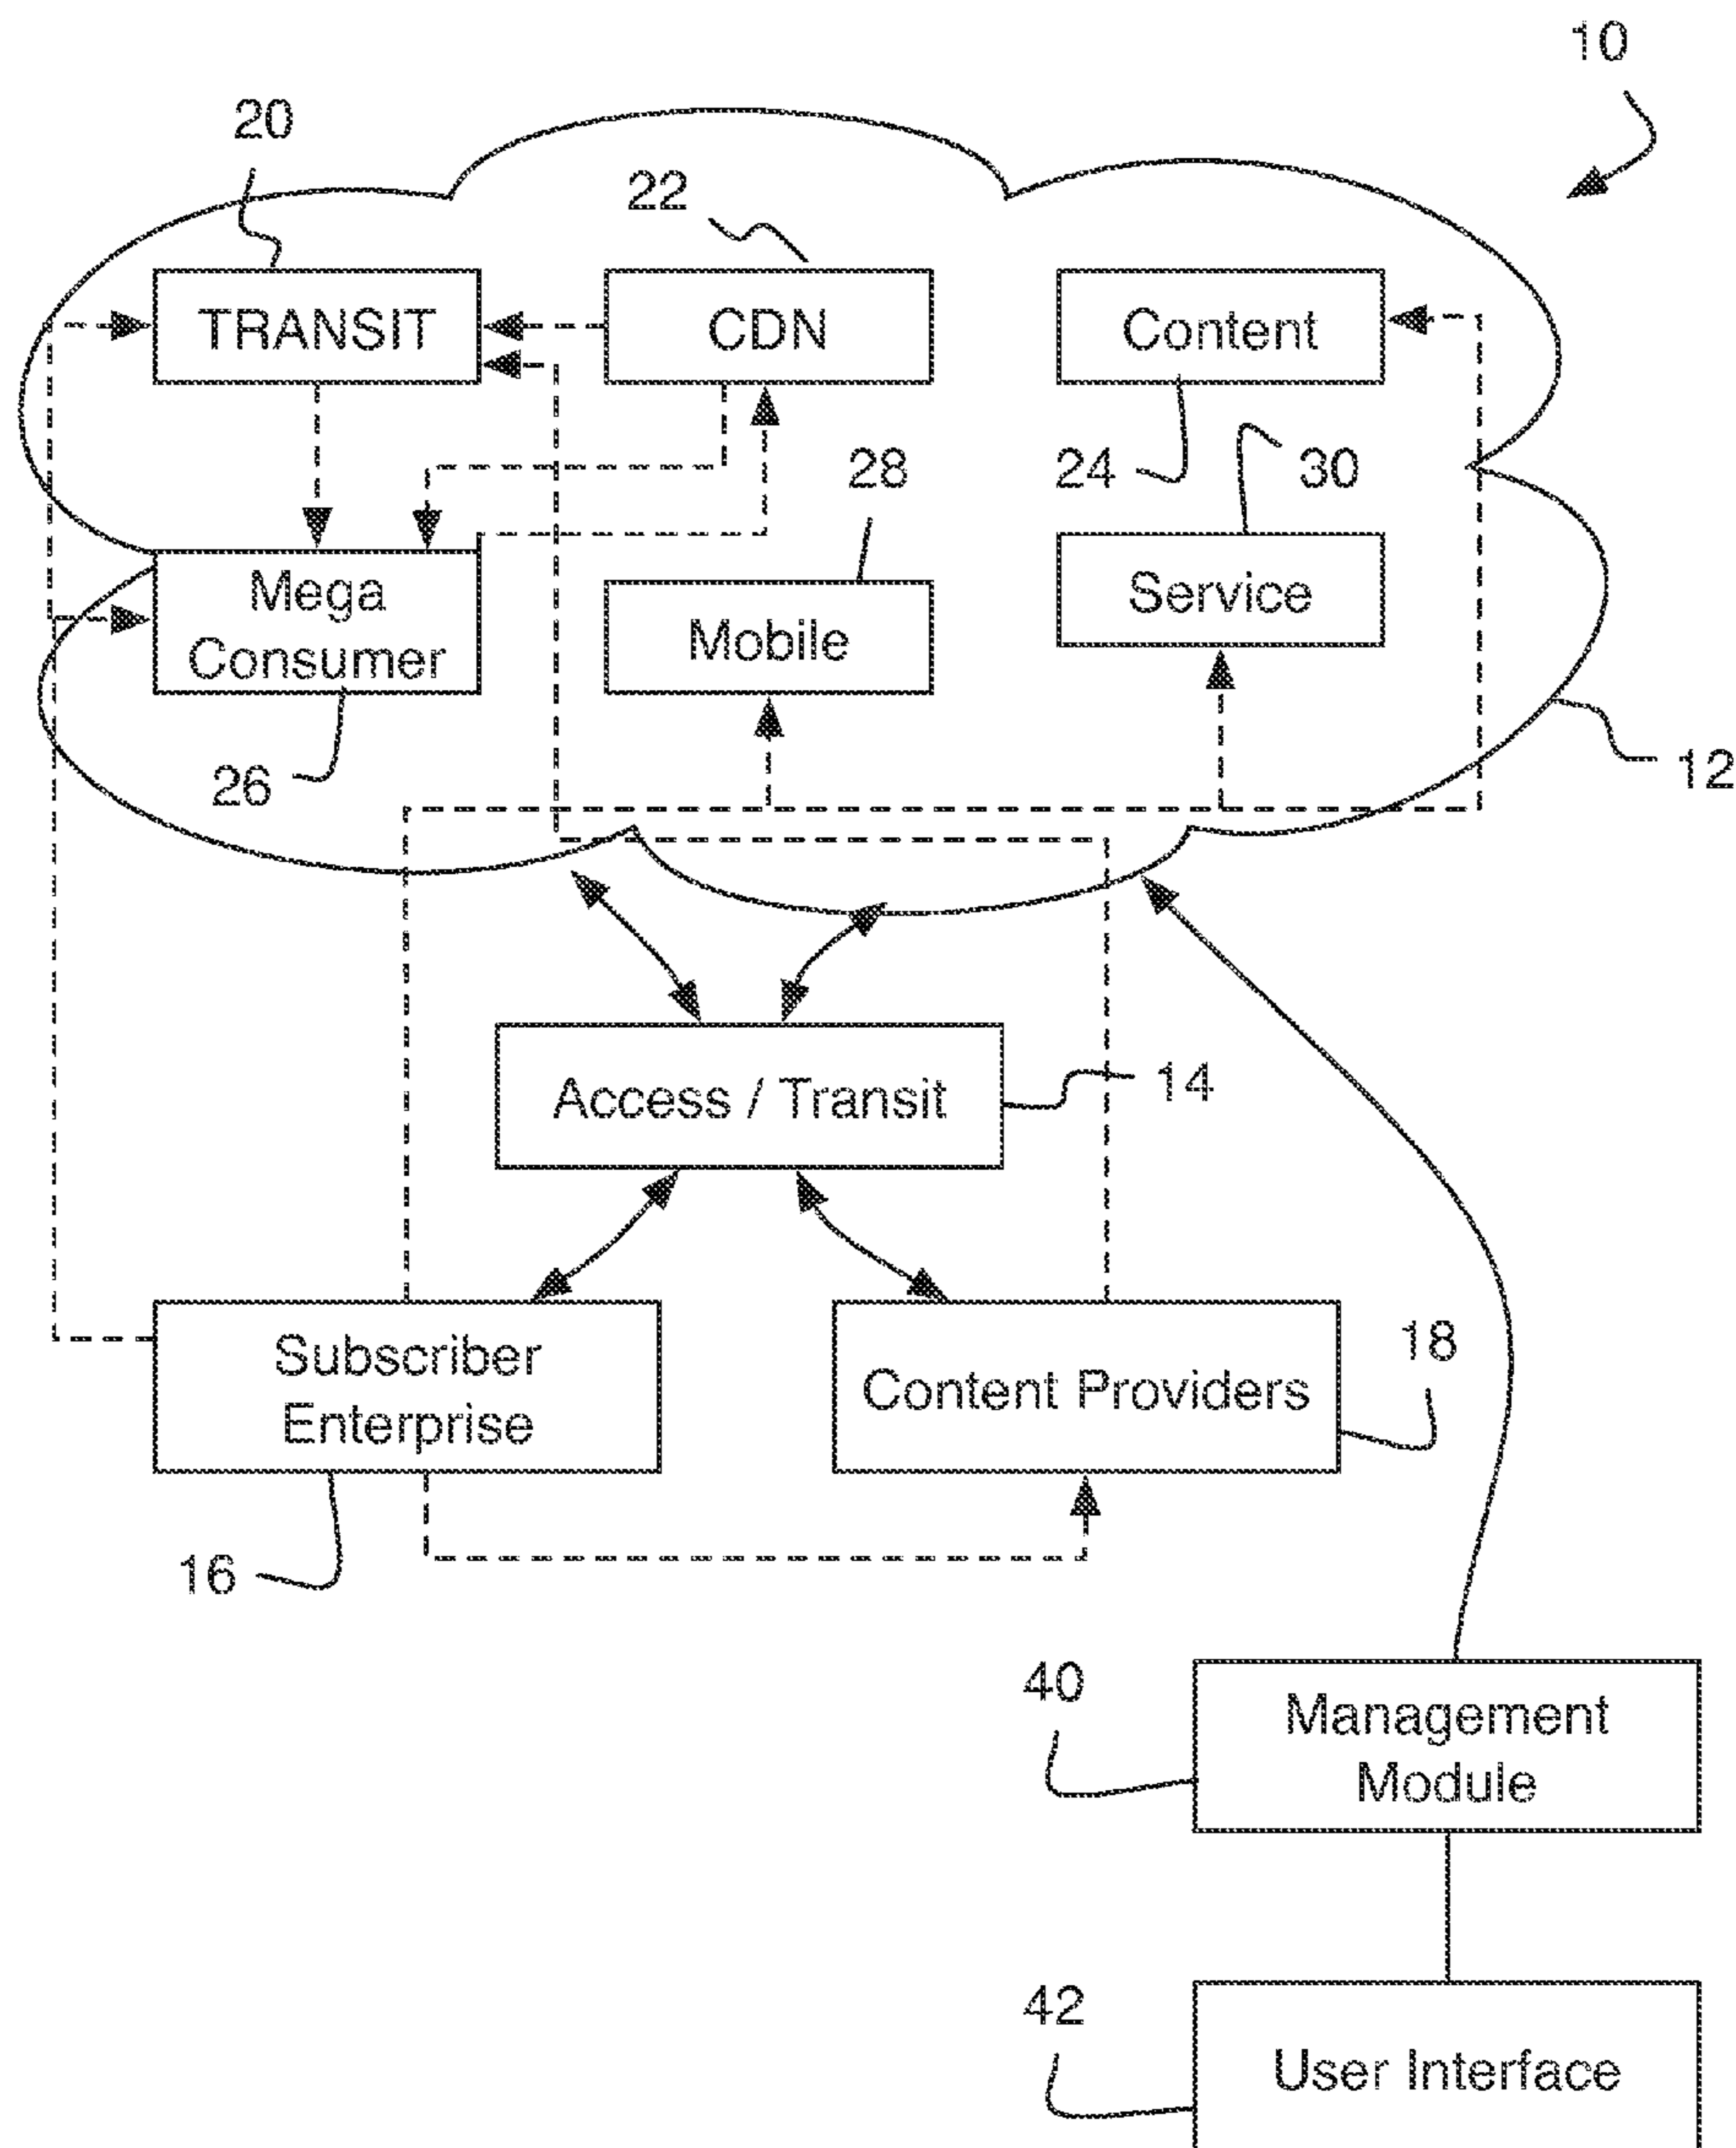 10
20
22
TRANSIT
CDN
Content
24
30
28
Mega
Consumer
Mobile
Service
26
12
Access / Transit
14
Subscriber
Enterprise
Content Providers
18
16
40
Management
Module
42
User Interface